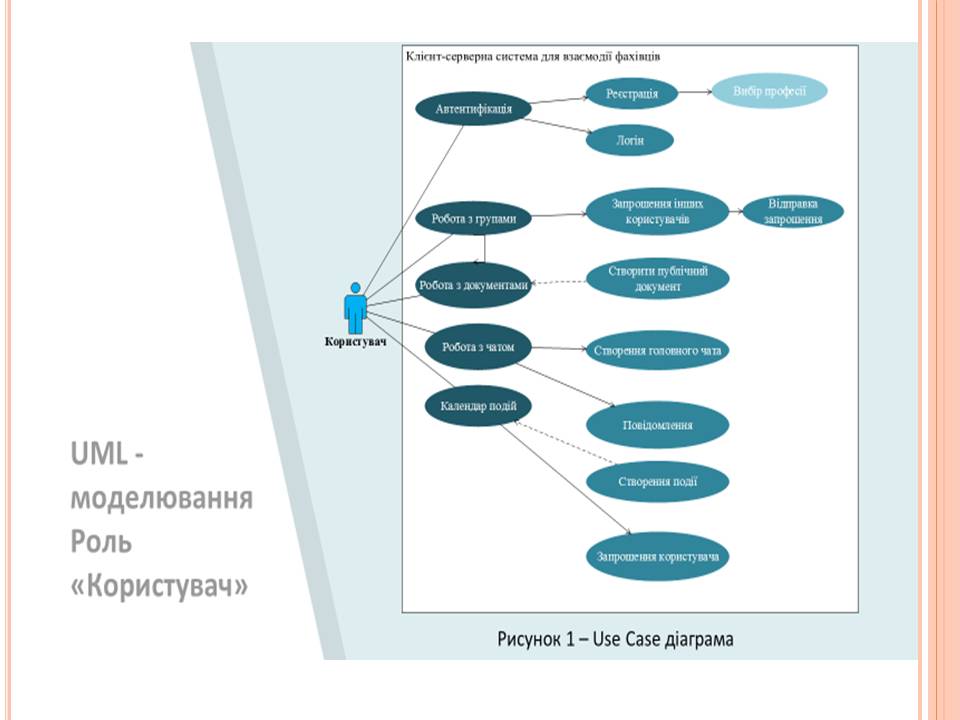 Клієнт-серверна система для взаємодії фахівців
Автентифікація
Реєстрація
Вибір професії
Логін
Робота з групами
Запрошення інших
користувачів
Відправка
запрошення
Робота з документами
Створити публічний
документ
Користувач
Робота з чатом
Створення головного чата
Календар подій
Повідомлення
Створення події
Запрошення користувача
UML -
моделювання
Роль
«Користувач»
Рисунок 1 – Use Case діаграма